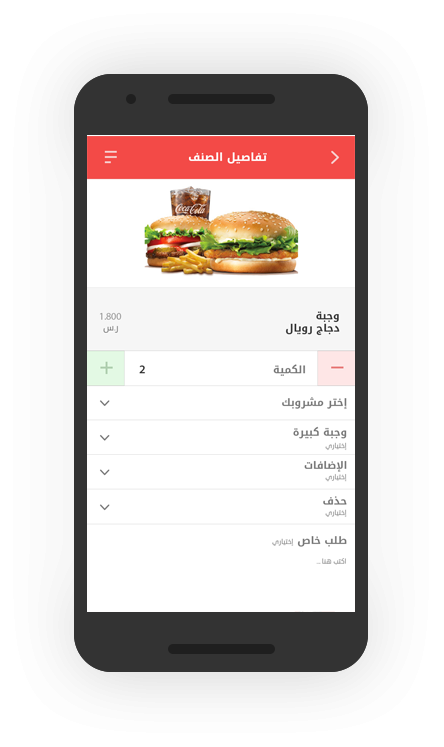 تفاصيل الصنف
Coca-Cola
وجبة
دجاج رويال
1.800
ر.س
الكمية
2
إختر مشروبك
وجبة كبيرة
إختياري
الإضافات
إختياري
حذف
إختياري
طلب خاص إختياري
اكتب هنا ...